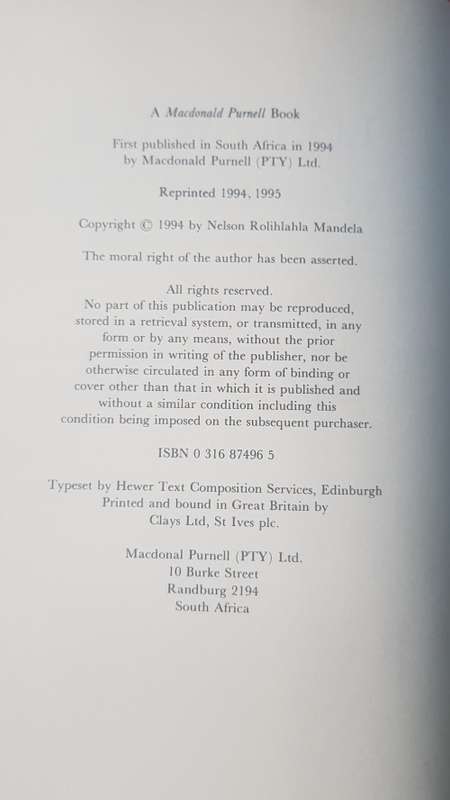 A Macdonald Purnell Book
First published in South Africa in 1994
by Macdonald Purnell (PTY) Ltd.
Reprinted 1994, 1995
Copyright © 1994 by Nelson Rolihlahla Mandela
The moral right of the author has been asserted.
All rights reserved.
No part of this publication may be reproduced,
stored in a retrieval system, or transmitted, in any
form or by any means, without the prior
permission in writing of the publisher, nor be
otherwise circulated in any form of binding or
cover other than that in which it is published and
without a similar condition including this
condition being imposed on the subsequent purchaser.
ISBN 0 316 87496 5
Typeset by Hewer Text Composition Services, Edinburgh
Printed and bound in Great Britain by
Clays Ltd, St Ives plc.
Macdonal Purnell (PTY) Ltd.
10 Burke Street
Randburg 2194
South Africa